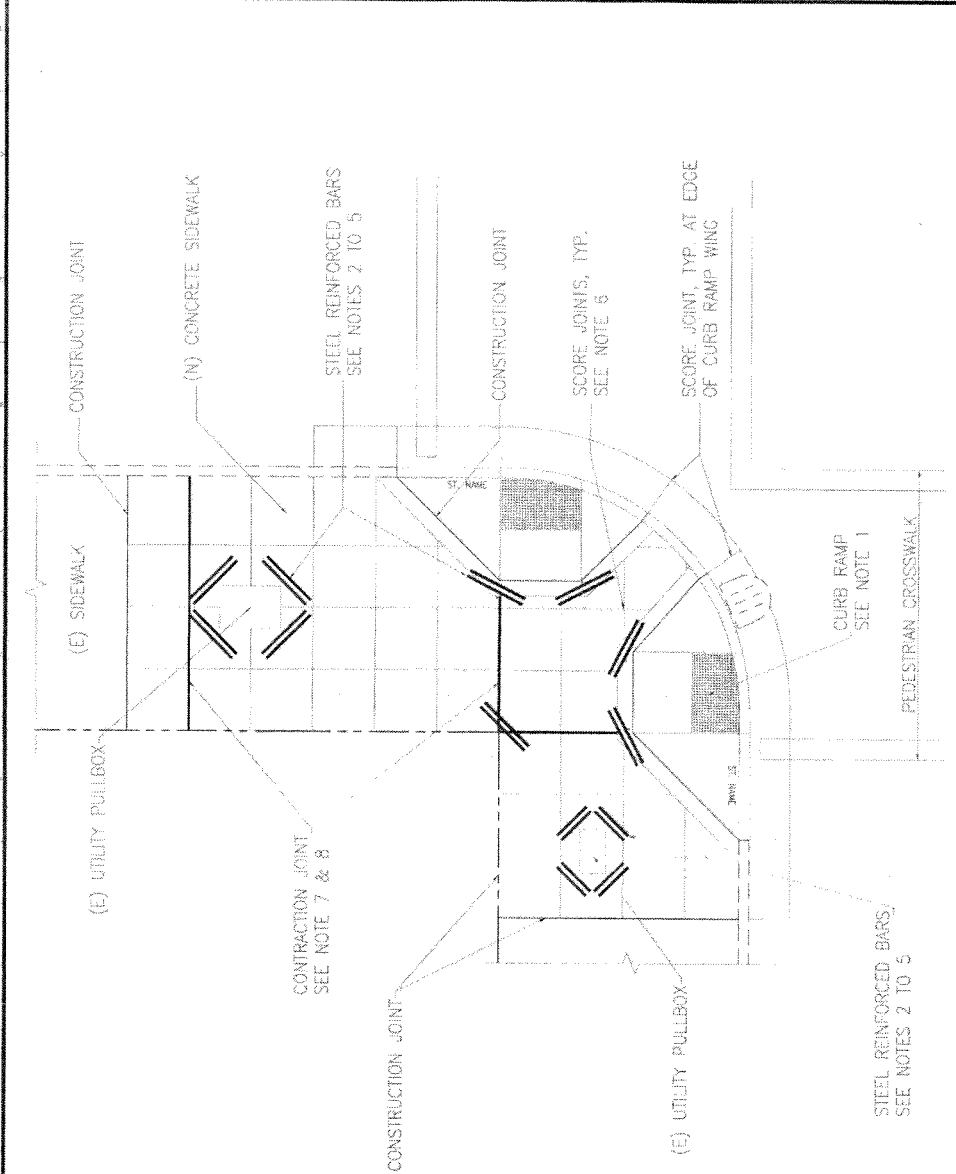 (E) UTILITY PULLBOX
CONTRACTION JOINT
SEE NOTE 7 & 8
CONSTRUCTION JOINT
(E) UTILITY PULLBOX
STEEL REINFORCED BARS
SEE NOTES 2 TO 5
(E) SIDEWALK
ST. NAME
ST. NAME
CONSTRUCTION JOINT
(N) CONCRETE SIDEWALK
STEEL REINFORCED BARS
SEE NOTES 2 TO 5
CONSTRUCTION JOINT
SCORE JOINTS, TYP.
SEE NOTE 6
SCORE JOINT, TYP. AT EDGE
OF CURB RAMP WING
CURB RAMP
SEE NOTE 1
PEDESTRIAN CROSSWALK